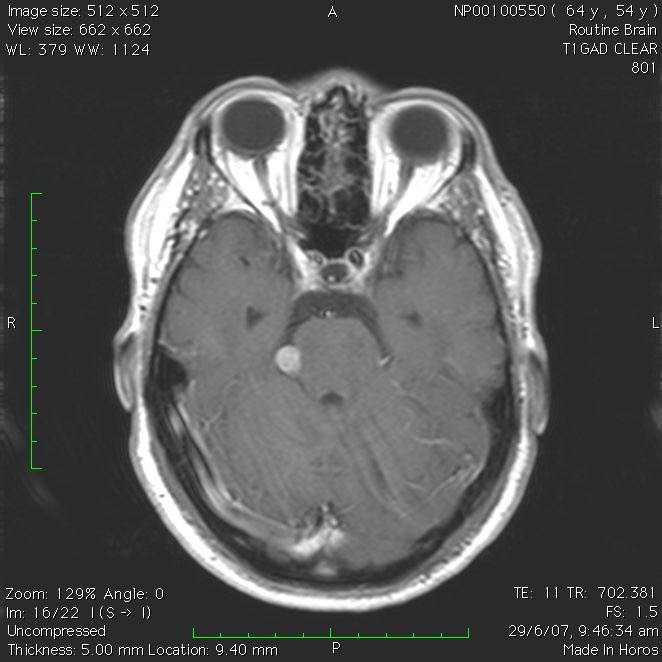 Image size: 512 x 512
View size: 662 x 662
WL: 379 WW: 1124
A
NP00100550 ( 64 y , 54 y )
Routine Brain
T1GAD CLEAR
801
R
L
Zoom: 129% Angle: 0
Im: 16/22 I (S -> I)
Uncompressed
Thickness: 5.00 mm Location: 9.40 mm
P
TE: 11 TR: 702.381
FS: 1.5
29/6/07, 9:46:34 am
Made In Horos